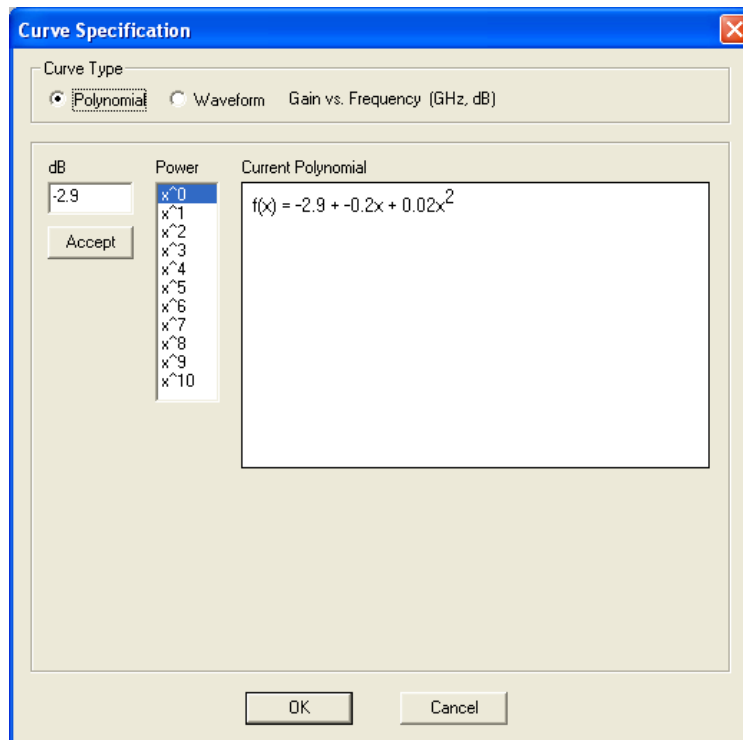 Curve Specification
Curve Type
Polynomial Waveform Gain vs. Frequency (GHz, dB)
dB Power Current Polynomial
-2.9
Accept
x^0
x^1
x^2
x^3
x^4
x^5
x^6
x^7
x^8
x^9
x^10
f(x) = -2.9 + -0.2x + 0.02x²
OK Cancel